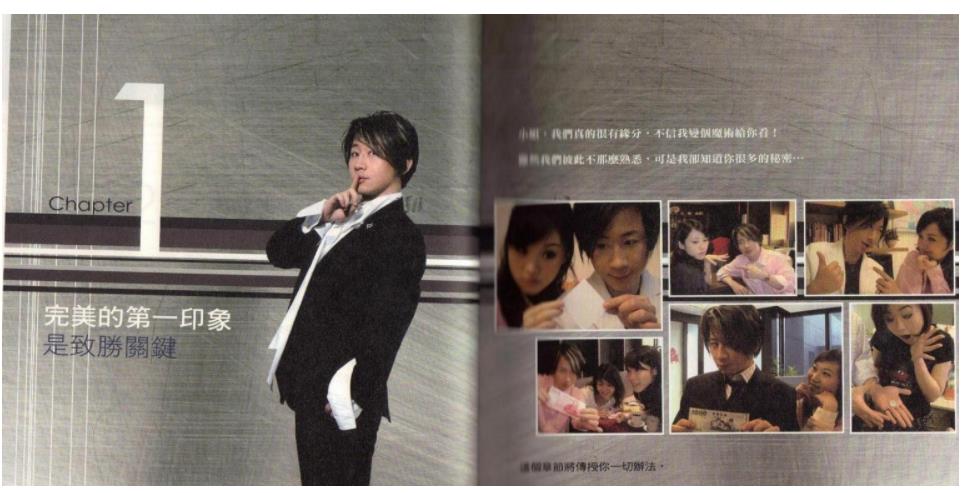 1
Chapter
完美的第一印象
是致勝關鍵
小姐，我們真的很有緣分，不信我變個魔術給你看！
我們彼此不那麼熟悉，可是我卻知道你很多的秘密…
這個章節將傳授你一切辦法。